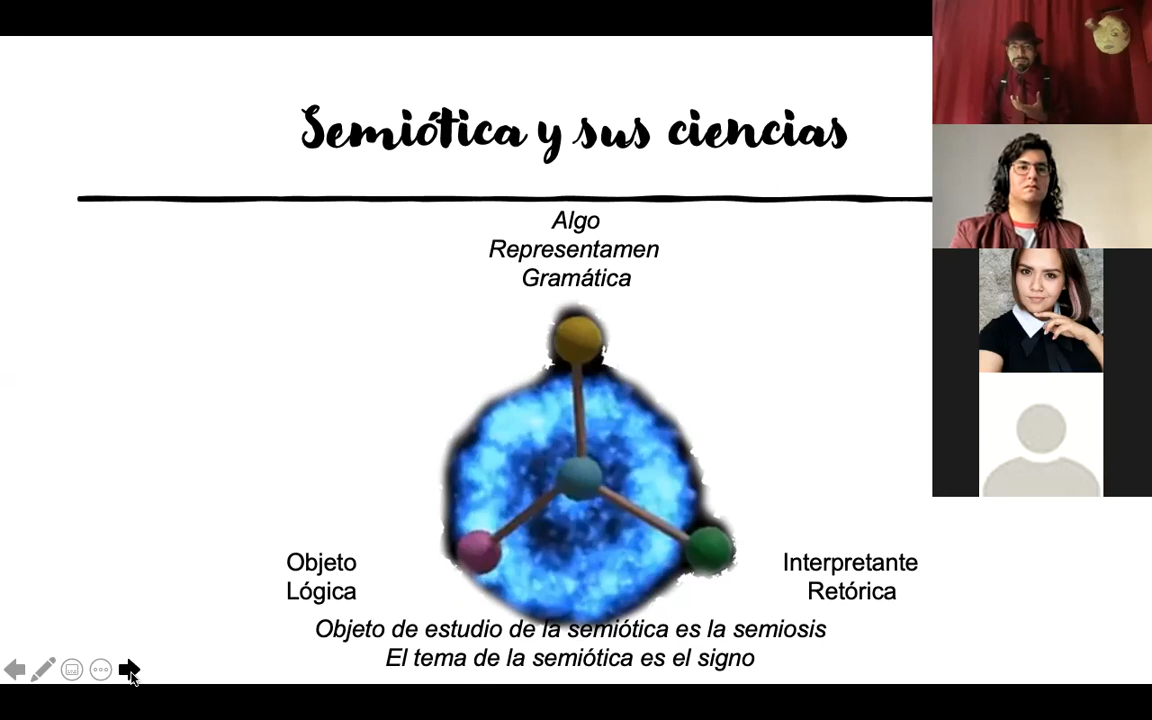 Semiótica y sus ciencias
Algo
Representamen
Gramática
Objeto
Lógica
Interpretante
Retórica
Objeto de estudio de la semiótica es la semiosis
El tema de la semiótica es el signo